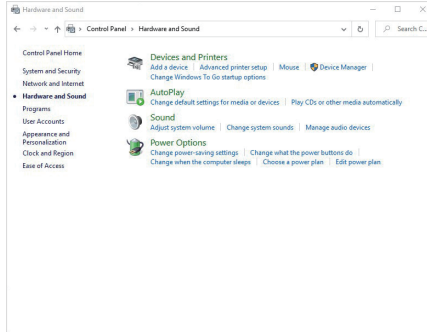 Hardware and Sound
Control Panel > Hardware and Sound
Search C...
Control Panel Home
System and Security
Network and Internet
Hardware and Sound
Programs
User Accounts
Appearance and
Personalization
Clock and Region
Ease of Access
Devices and Printers
Add a device | Advanced printer setup | Mouse | Device Manager |
Change Windows To Go startup options
AutoPlay
Change default settings for media or devices | Play CDs or other media automatically
Sound
Adjust system volume | Change system sounds | Manage audio devices
Power Options
Change power-saving settings | Change what the power buttons do |
Change when the computer sleeps | Choose a power plan | Edit power plan